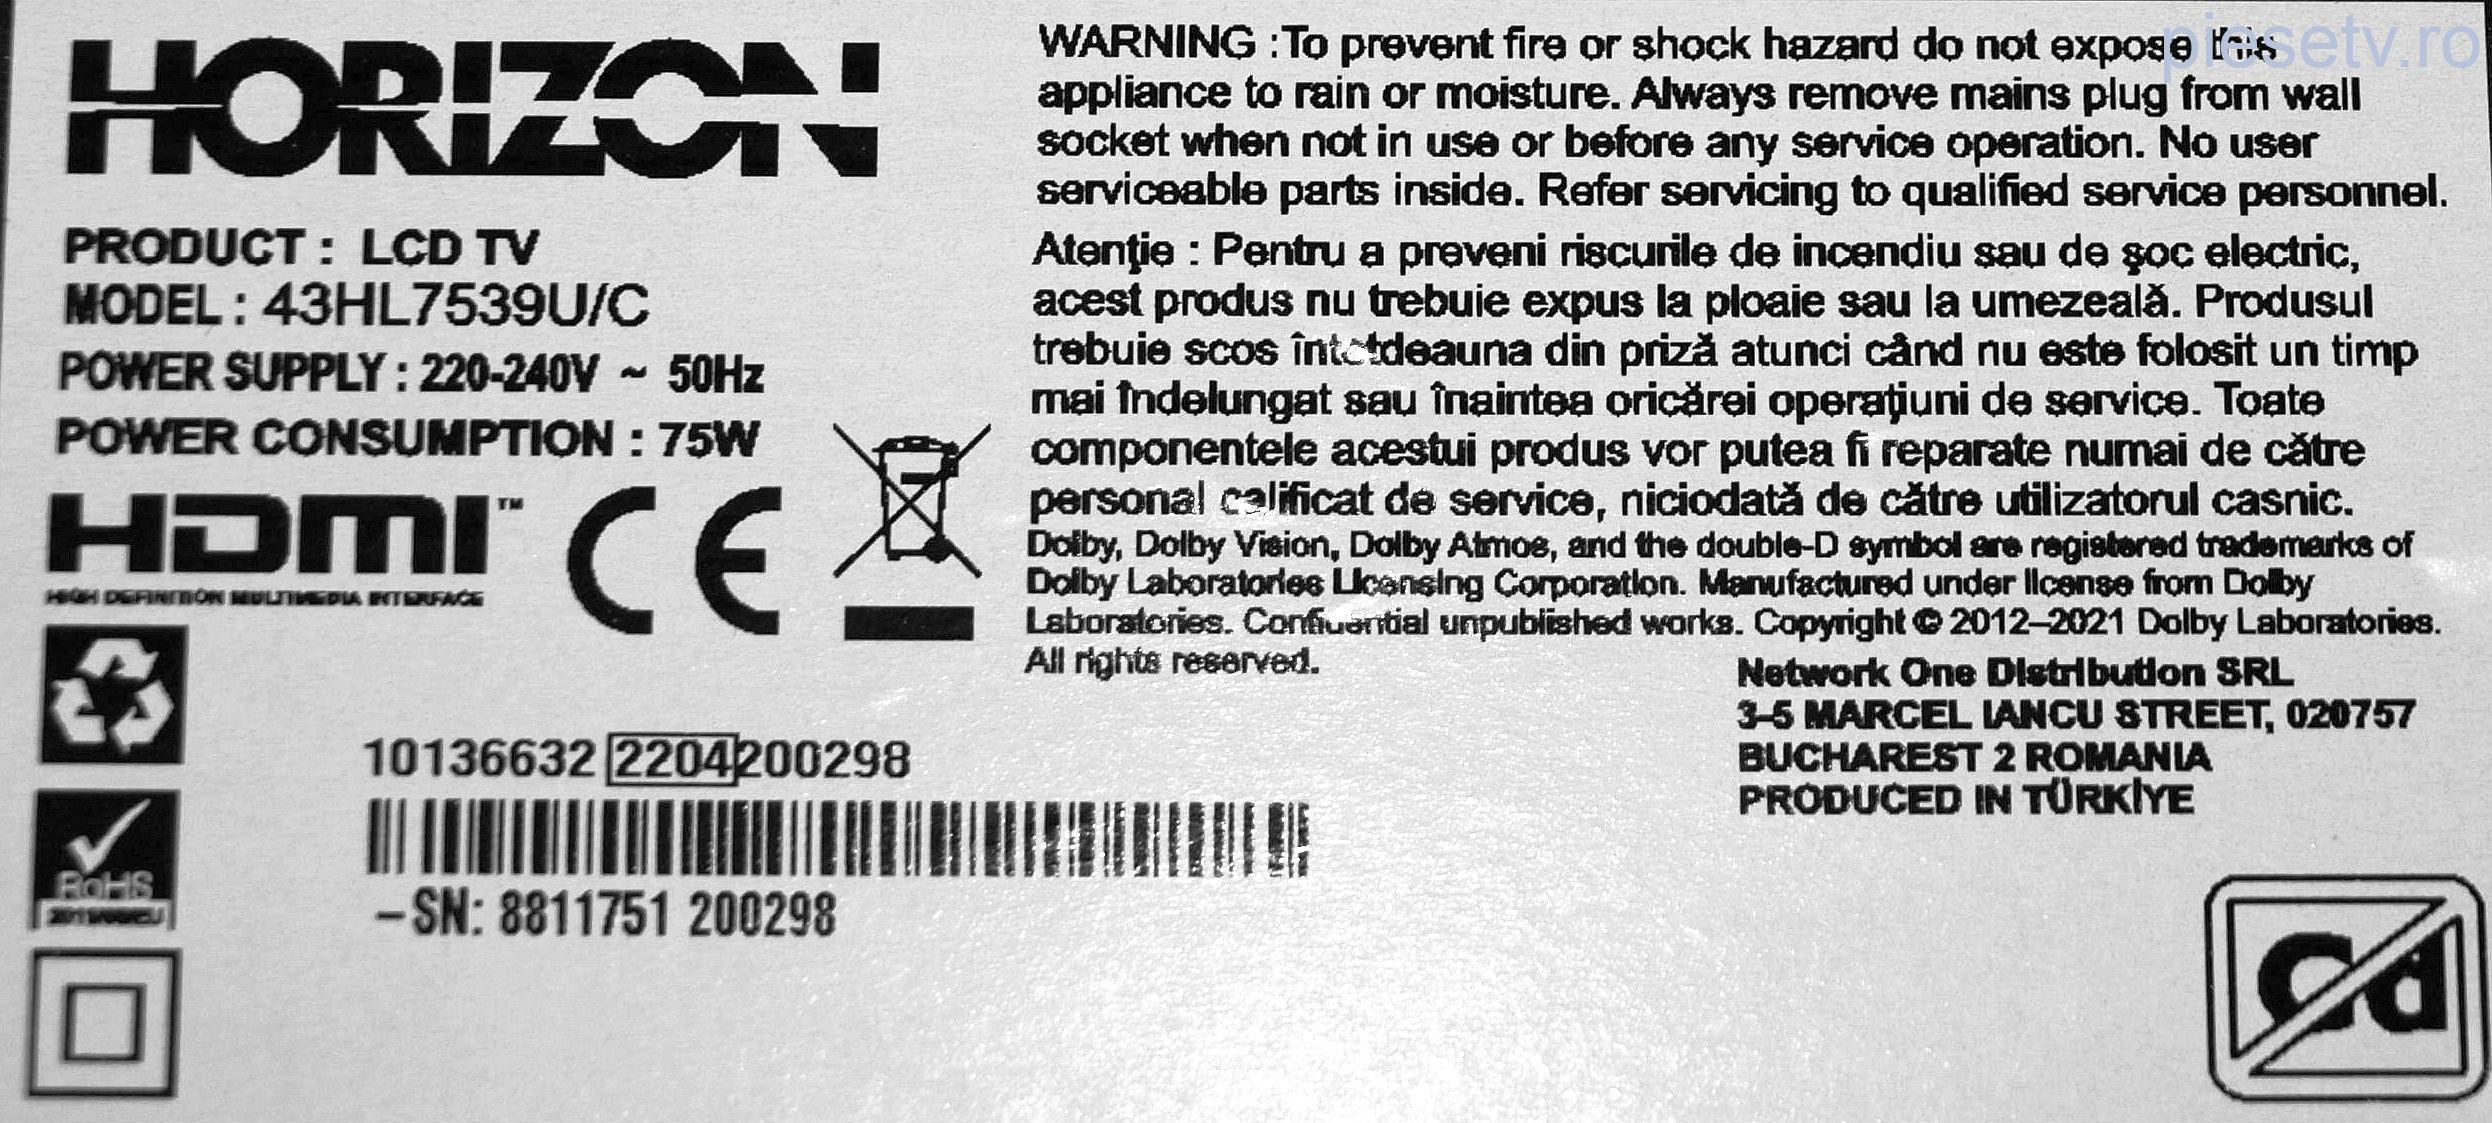 piesetv.ro
HORIZON
PRODUCT : LCD TV
MODEL : 43HL7539U/C
POWER SUPPLY : 220-240V ~ 50Hz
POWER CONSUMPTION : 75W
HDMI™
HIGH DEFINITION MULTIMEDIA INTERFACE
CE
WARNING :To prevent fire or shock hazard do not expose this
appliance to rain or moisture. Always remove mains plug from wall
socket when not in use or before any service operation. No user
serviceable parts inside. Refer servicing to qualified service personnel.
Atenţie : Pentru a preveni riscurile de incendiu sau de şoc electric,
acest produs nu trebuie expus la ploaie sau la umezeală. Produsul
trebuie scos întotdeauna din priză atunci când nu este folosit un timp
mai îndelungat sau înaintea oricărei operaţiuni de service. Toate
componentele acestui produs vor putea fi reparate numai de către
personal calificat de service, niciodată de către utilizatorul casnic.
Dolby, Dolby Vision, Dolby Atmos, and the double-D symbol are registered trademarks of
Dolby Laboratories Licensing Corporation. Manufactured under license from Dolby
Laboratories. Confidential unpublished works. Copyright © 2012–2021 Dolby Laboratories.
All rights reserved.
Network One Distribution SRL
3-5 MARCEL IANCU STREET, 020757
BUCHAREST 2 ROMANIA
PRODUCED IN TÜRKİYE
10136632 2204 200298
–SN: 8811751 200298
RoHS
Cd
Pb